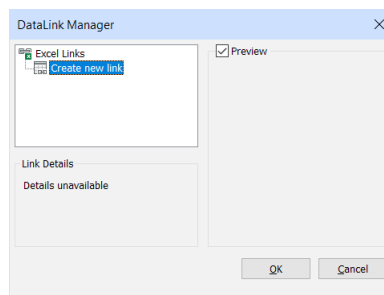 DataLink Manager
Excel Links
Create new link
Preview
Link Details
Details unavailable
OK
Cancel